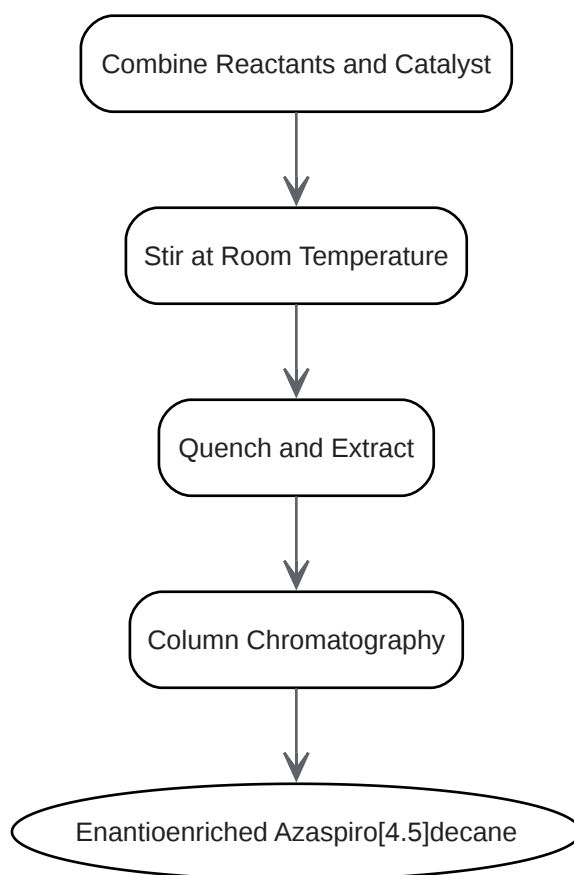 Combine Reactants and Catalyst
Stir at Room Temperature
Quench and Extract
Column Chromatography
Enantioenriched Azaspiro[4.5]decane